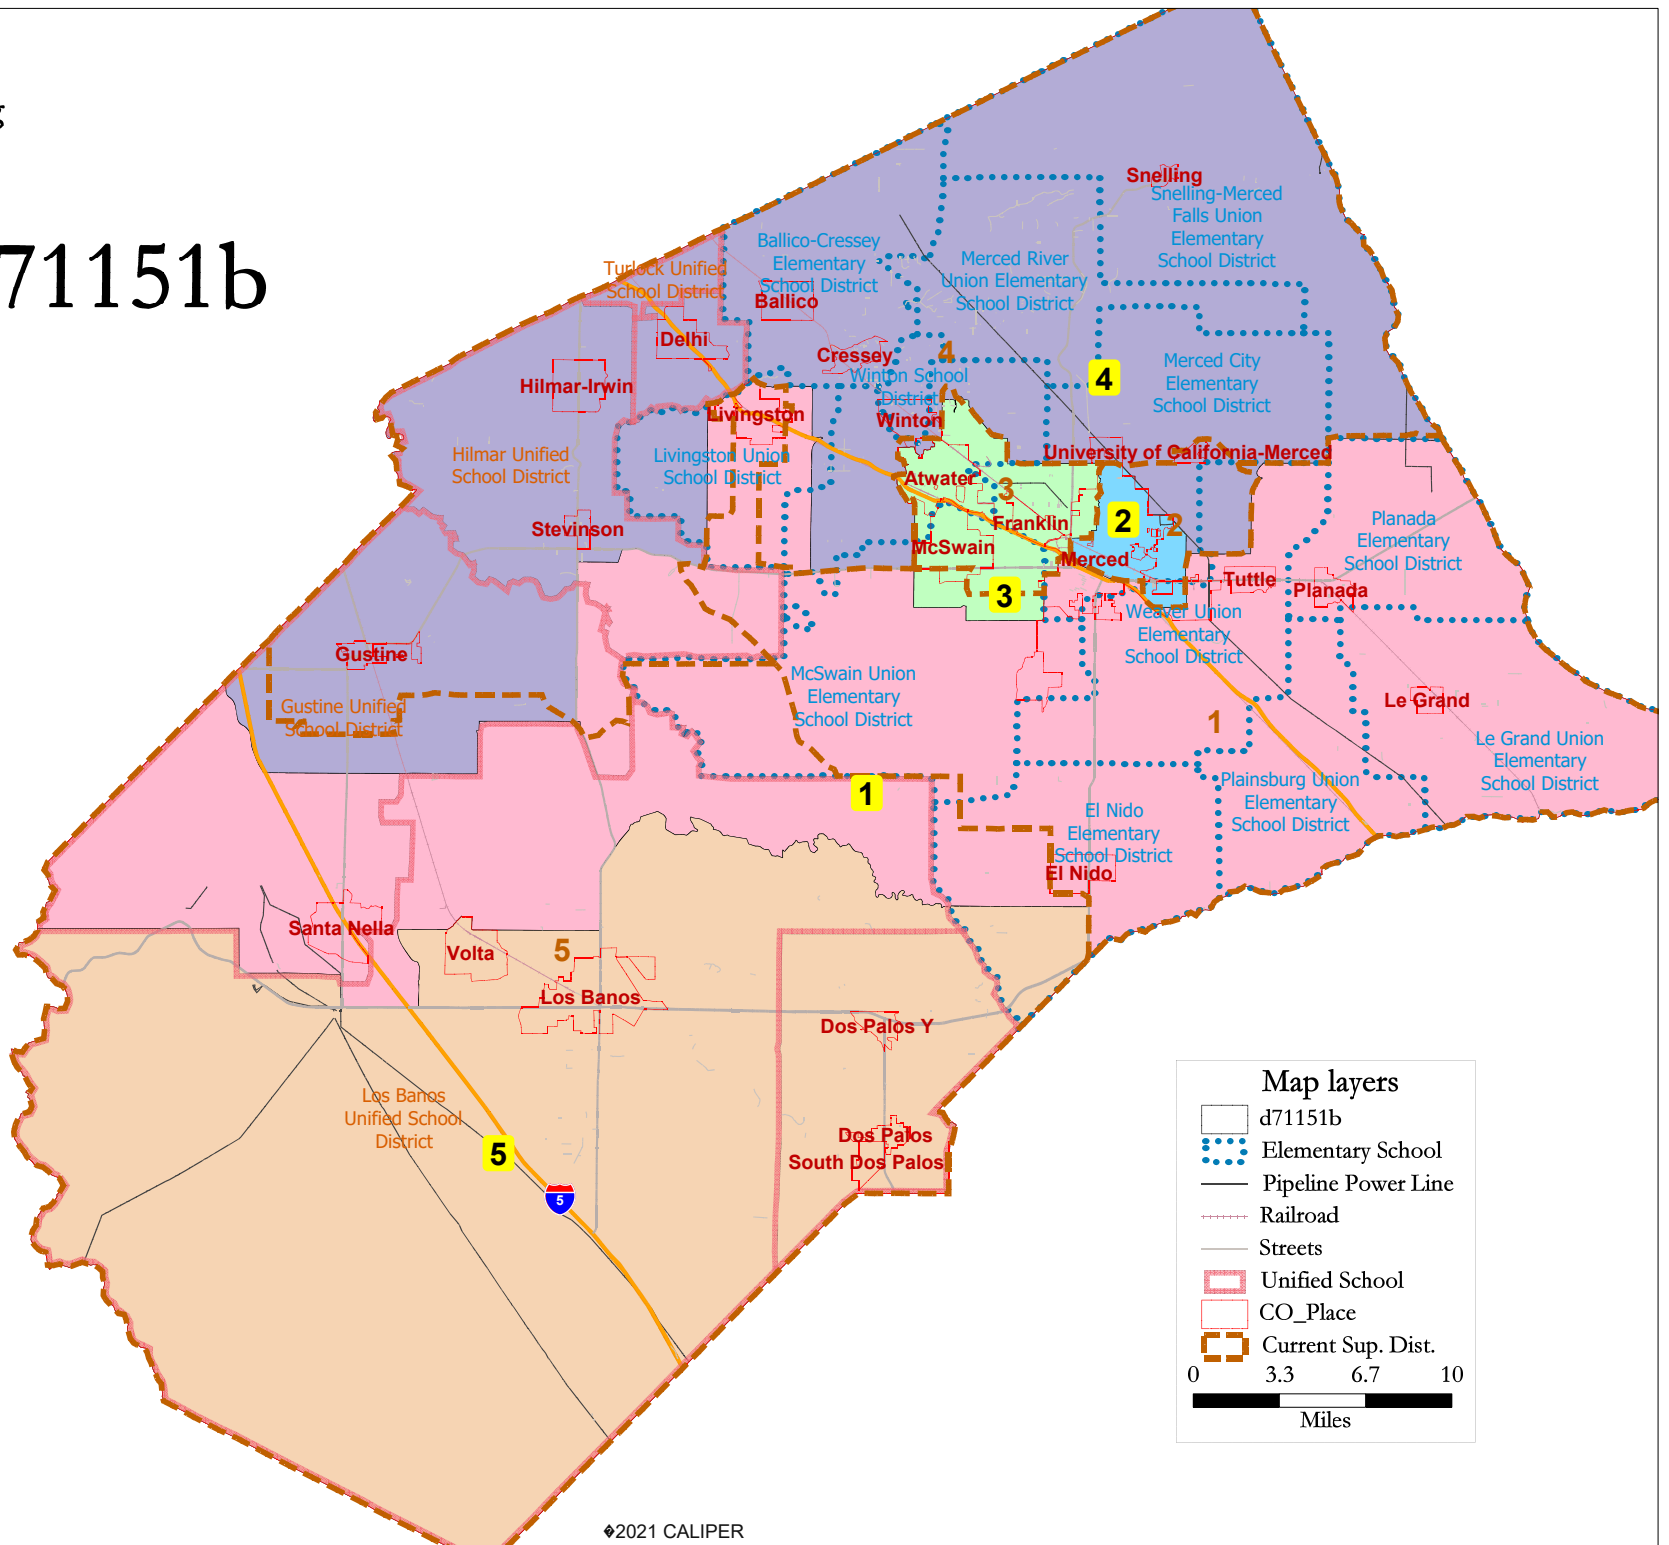 g
71151b
Snelling
Snelling-Merced
Falls Union
Elementary
School District
Ballico-Cressey
Elementary
School District
Merced River
Union Elementary
School District
Turlock Unified
School District
Ballico
Delhi
Cressey
4
Winton School
District
4
Merced City
Elementary
School District
Hilmar-Irwin
Livingston
Winton
Hilmar Unified
School District
Livingston Union
School District
University of California-Merced
Atwater
3
Stevinson
Franklin
2
2
Planada
Elementary
School District
McSwain
Merced
Tuttle
Planada
3
Weaver Union
Elementary
School District
Gustine
Gustine Unified
School District
McSwain Union
Elementary
School District
Le Grand
1
Le Grand Union
Elementary
School District
1
Plainsburg Union
Elementary
School District
El Nido
Elementary
School District
El Nido
Santa Nella
Volta
5
Los Banos
Dos Palos Y
Los Banos
Unified School
District
5
5
Dos Palos
South Dos Palos
Map layers
d71151b
Elementary School
Pipeline Power Line
Railroad
Streets
Unified School
CO_Place
Current Sup. Dist.
0 3.3 6.7 10
Miles
�2021 CALIPER